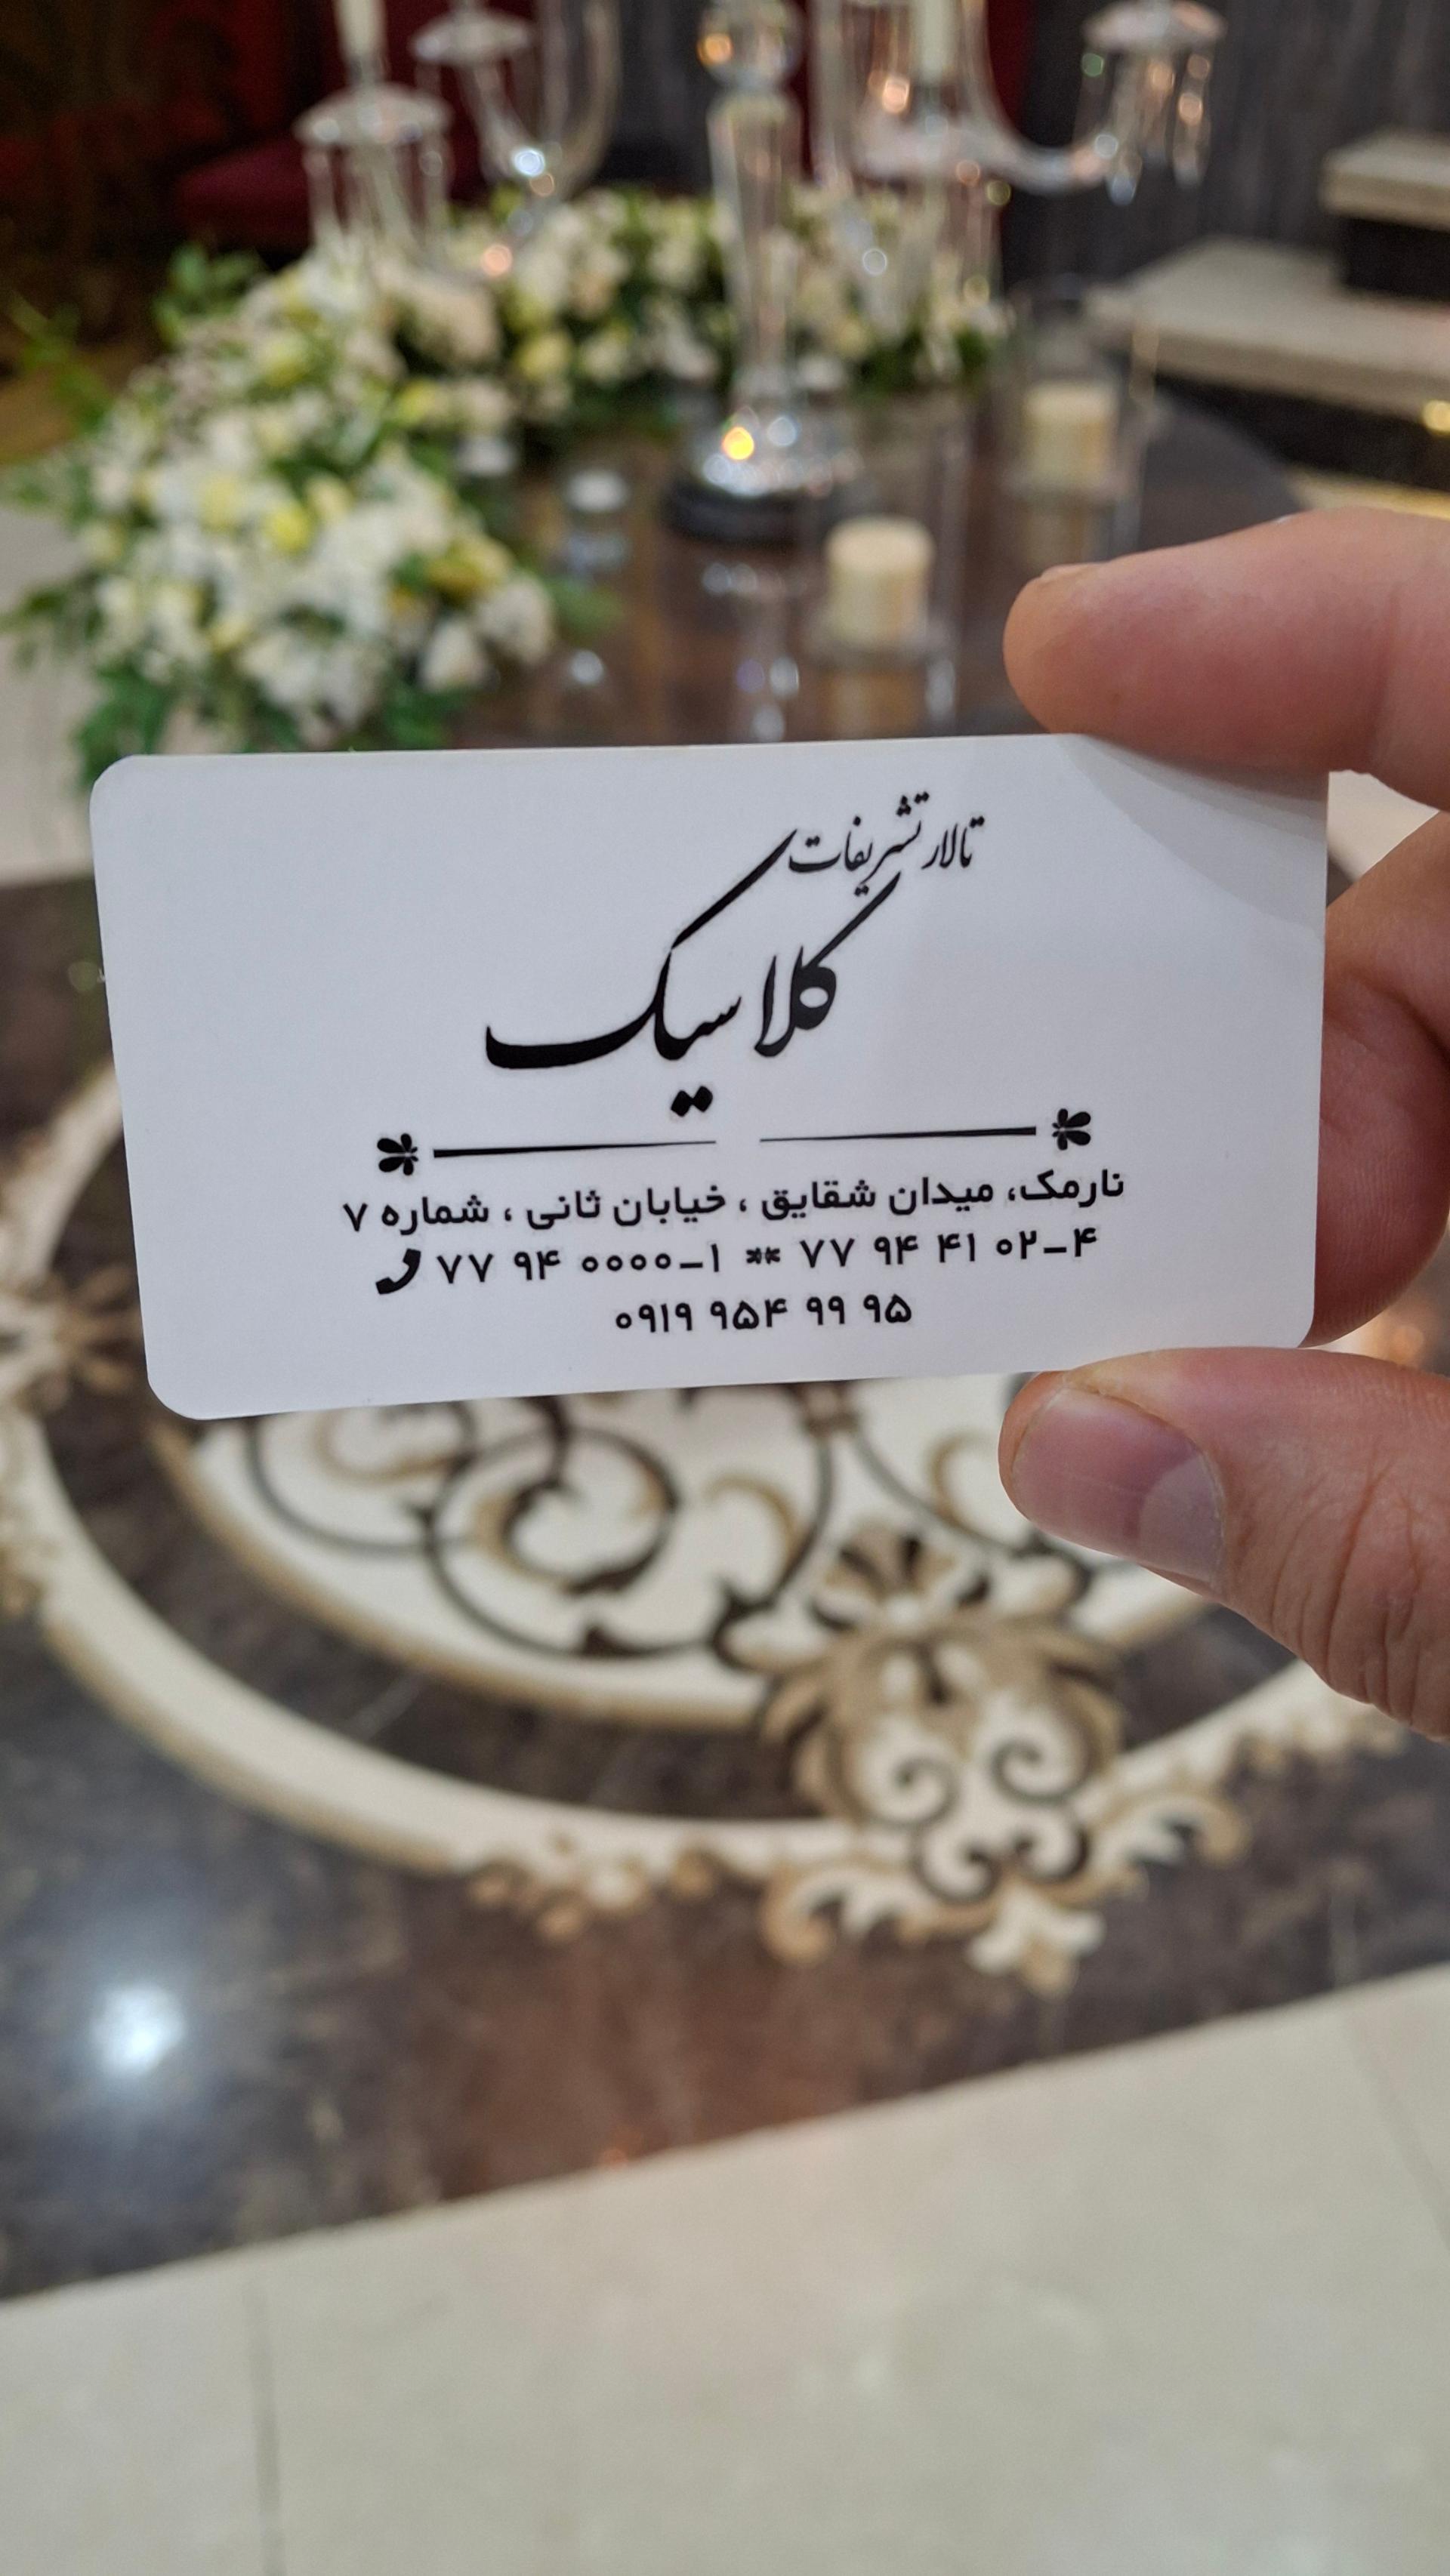 تالار تشریفات
کلاسیک
نارمک، میدان شقایق ، خیابان ثانی ، شماره ۷
۷۷ ۹۴ ۰۰۰۰-۱ ** ۷۷ ۹۴ ۴۱ ۰۲-۴
۰۹۱۹ ۹۵۴ ۹۹ ۹۵